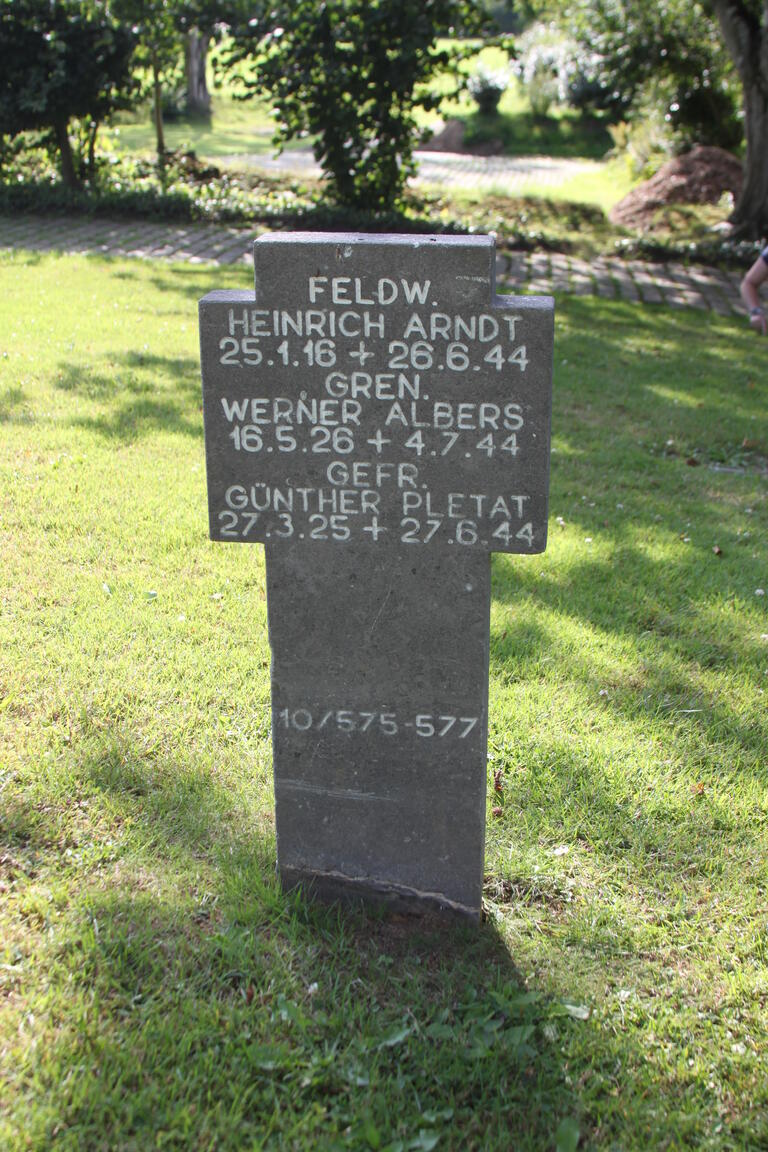 FELDW.
HEINRICH ARNDT
25.1.16 + 26.6.44
GREN.
WERNER ALBERS
16.5.26 + 4.7.44
GEFR.
GÜNTHER PLETAT
27.3.25 + 27.6.44
10/575-577